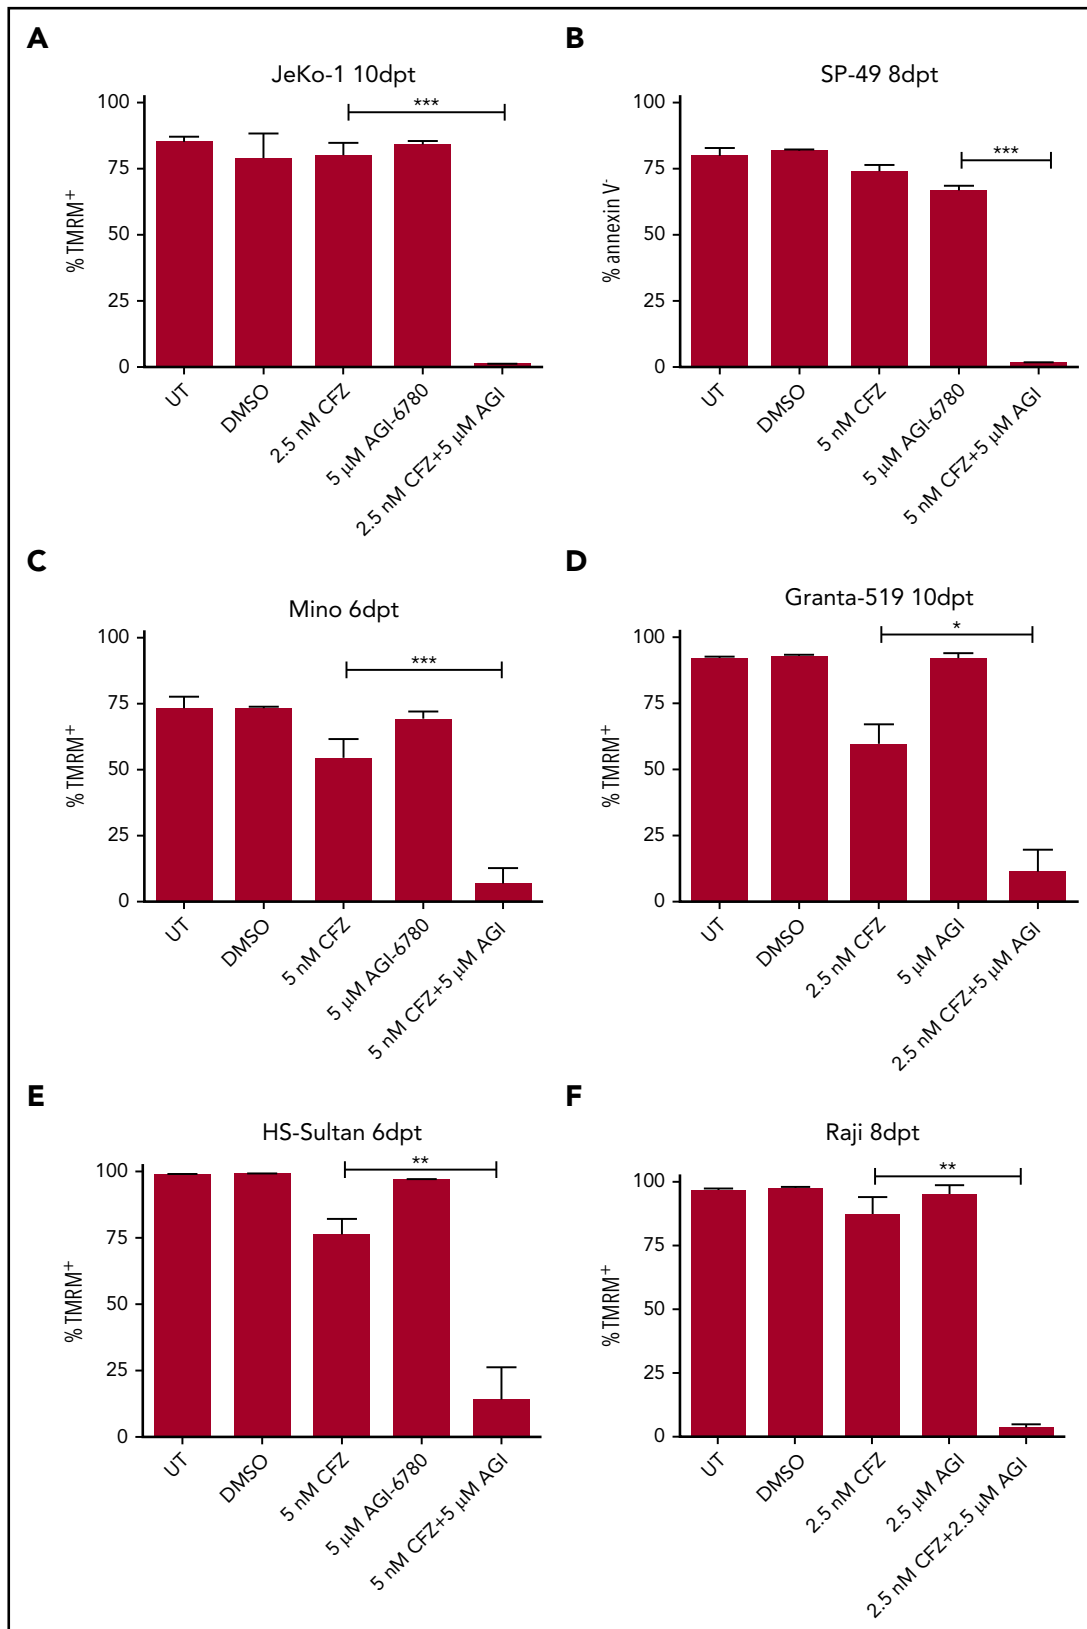 A
JeKo-1 10dpt
% TMRM+
100
75
50
25
0
***
UT
DMSO
2.5 nM CFZ
5 µM AGI-6780
2.5 nM CFZ+5 µM AGI
B
SP-49 8dpt
% annexin V-
100
75
50
25
0
***
UT
DMSO
5 nM CFZ
5 µM AGI-6780
5 nM CFZ+5 µM AGI
C
Mino 6dpt
% TMRM+
100
75
50
25
0
***
UT
DMSO
5 nM CFZ
5 µM AGI-6780
5 nM CFZ+5 µM AGI
D
Granta-519 10dpt
% TMRM+
100
75
50
25
0
*
UT
DMSO
2.5 nM CFZ
5 µM AGI
2.5 nM CFZ+5 µM AGI
E
HS-Sultan 6dpt
% TMRM+
100
75
50
25
0
**
UT
DMSO
5 nM CFZ
5 µM AGI-6780
5 nM CFZ+5 µM AGI
F
Raji 8dpt
% TMRM+
100
75
50
25
0
**
UT
DMSO
2.5 nM CFZ
2.5 µM AGI
2.5 nM CFZ+2.5 µM AGI